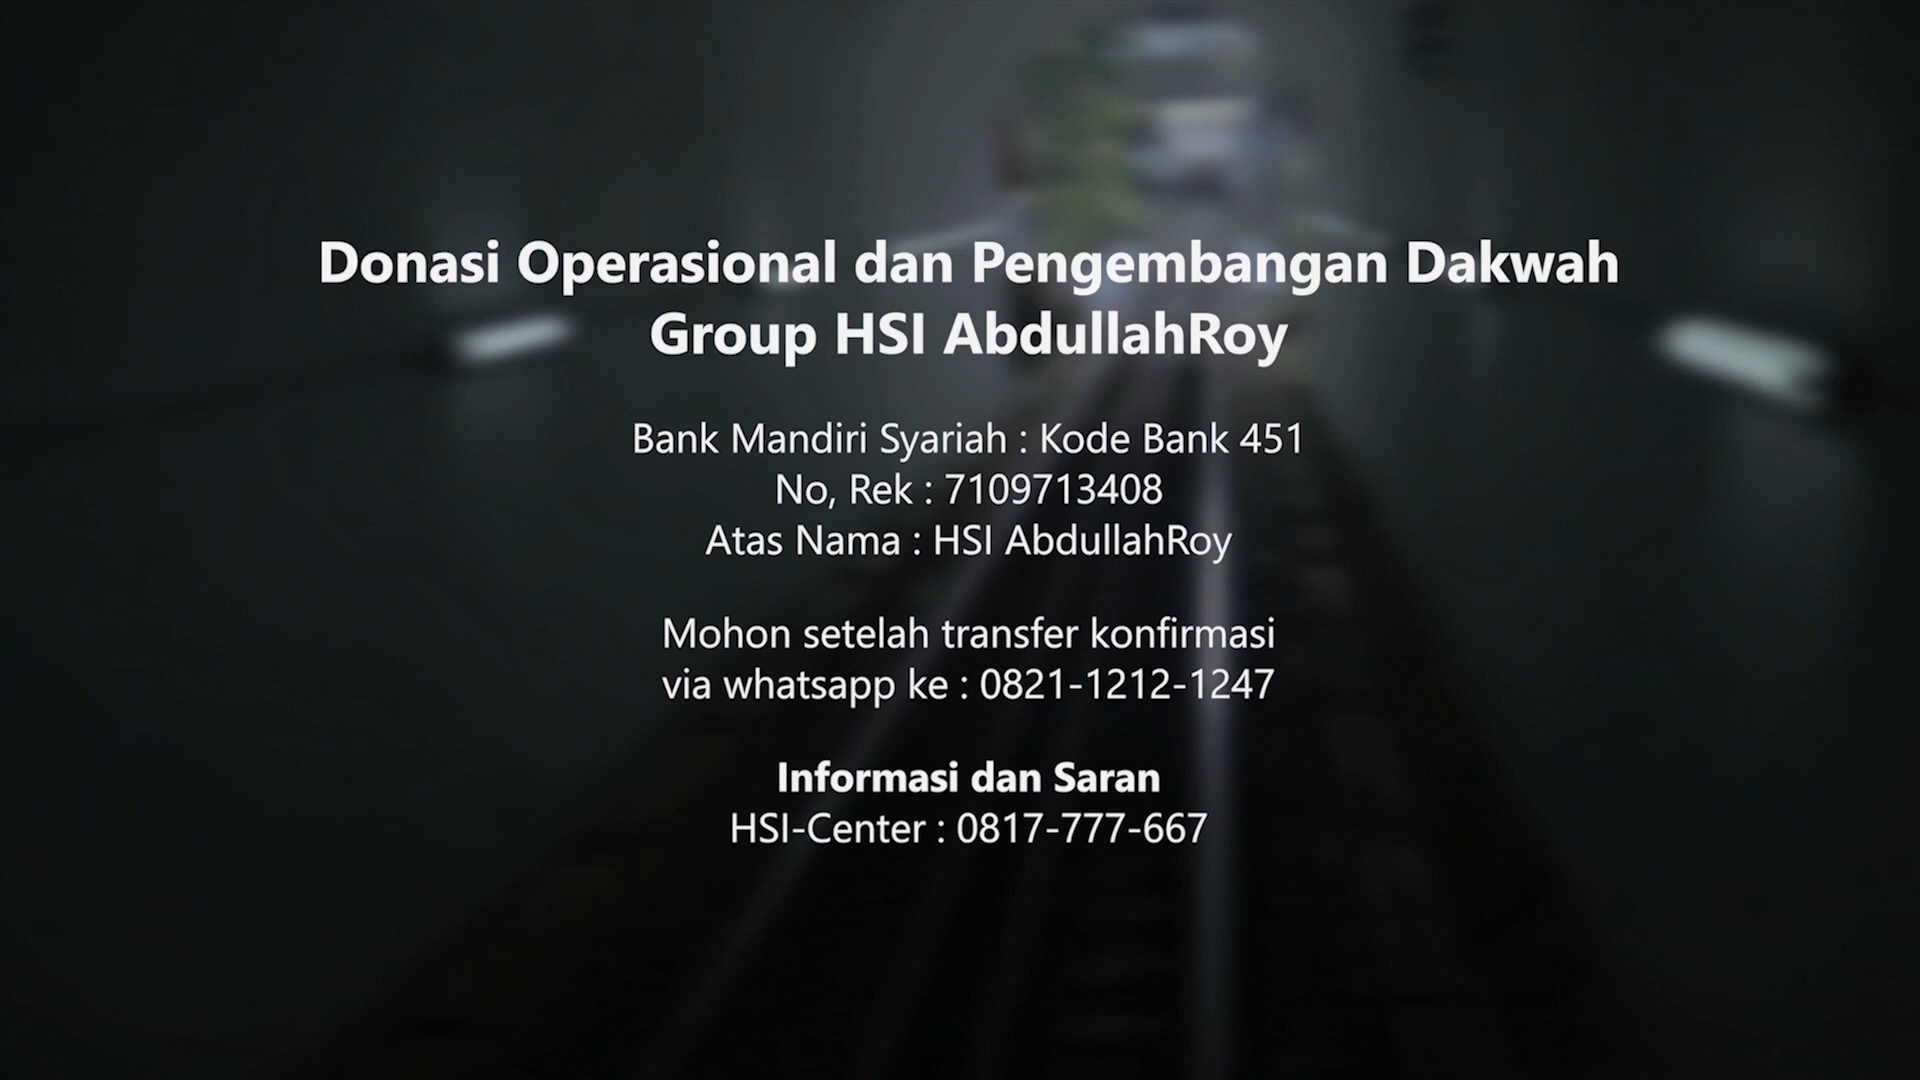 Donasi Operasional dan Pengembangan Dakwah
Group HSI AbdullahRoy
Bank Mandiri Syariah : Kode Bank 451
No, Rek : 7109713408
Atas Nama : HSI AbdullahRoy
Mohon setelah transfer konfirmasi
via whatsapp ke : 0821-1212-1247
Informasi dan Saran
HSI-Center : 0817-777-667